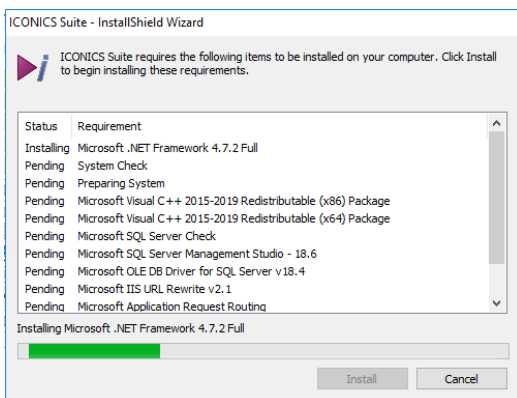 ICONICS Suite - InstallShield Wizard
ICONICS Suite requires the following items to be installed on your computer. Click Install
to begin installing these requirements.
Status Requirement
Installing Microsoft .NET Framework 4.7.2 Full
Pending System Check
Pending Preparing System
Pending Microsoft Visual C++ 2015-2019 Redistributable (x86) Package
Pending Microsoft Visual C++ 2015-2019 Redistributable (x64) Package
Pending Microsoft SQL Server Check
Pending Microsoft SQL Server Management Studio - 18.6
Pending Microsoft OLE DB Driver for SQL Server v18.4
Pending Microsoft IIS URL Rewrite v2.1
Pending Microsoft Application Request Routing
Installing Microsoft .NET Framework 4.7.2 Full
Install Cancel